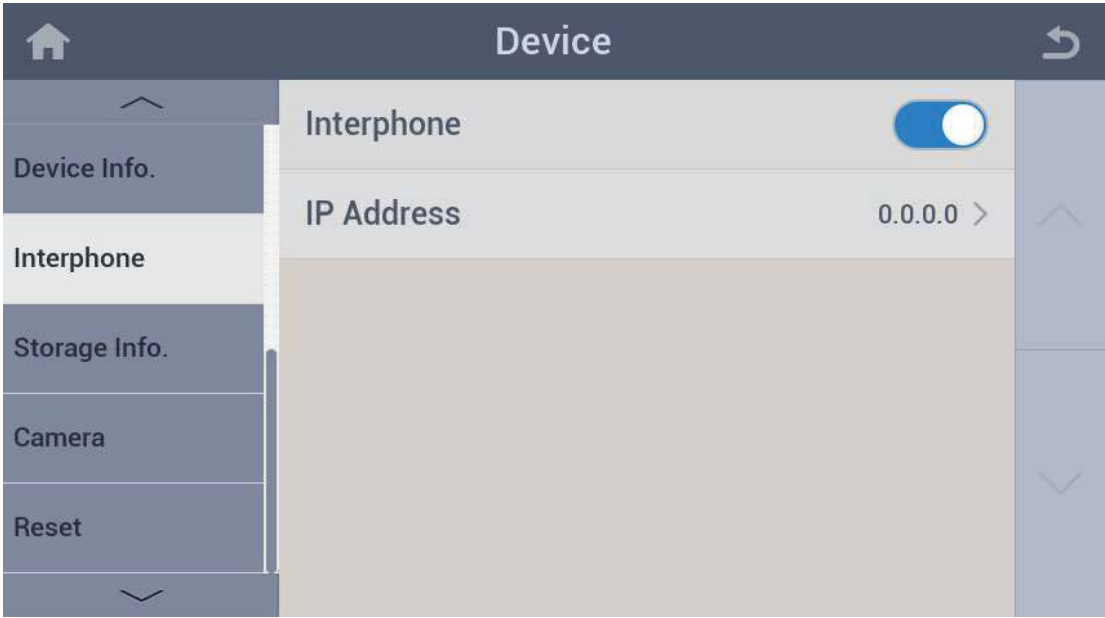 Device
Device Info.
Interphone
Storage Info.
Camera
Reset
Interphone
IP Address 0.0.0.0